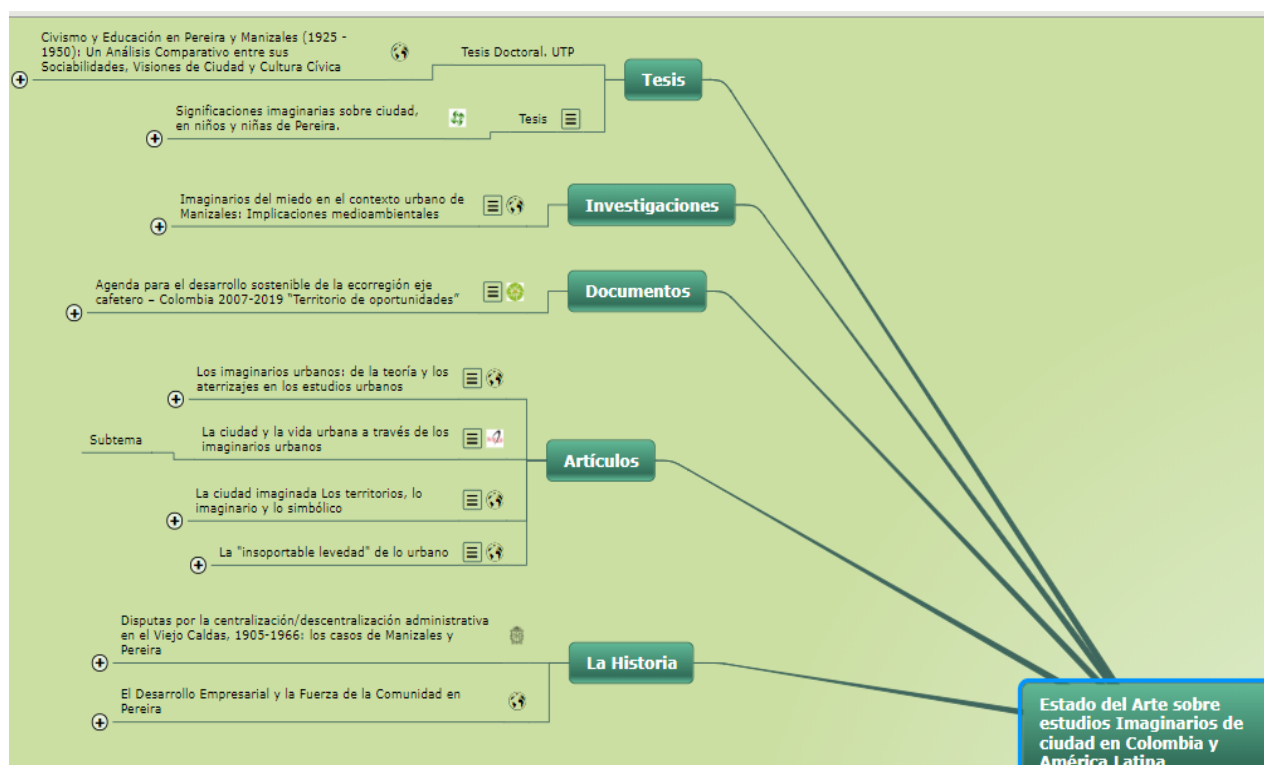 Civismo y Educación en Pereira y Manizales (1925 -
1950): Un Análisis Comparativo entre sus
Sociabilidades, Visiones de Ciudad y Cultura Cívica
Tesis Doctoral. UTP
Tesis
Significaciones imaginarias sobre ciudad,
en niños y niñas de Pereira.
Tesis
Imaginarios del miedo en el contexto urbano de
Manizales: Implicaciones medioambientales
Investigaciones
Agenda para el desarrollo sostenible de la ecorregión eje
cafetero – Colombia 2007-2019 "Territorio de oportunidades”
Documentos
Los imaginarios urbanos: de la teoría y los
aterrizajes en los estudios urbanos
Subtema
La ciudad y la vida urbana a través de los
imaginarios urbanos
Artículos
La ciudad imaginada Los territorios, lo
imaginario y lo simbólico
La "insoportable levedad" de lo urbano
Disputas por la centralización/descentralización administrativa
en el Viejo Caldas, 1905-1966: los casos de Manizales y
Pereira
La Historia
El Desarrollo Empresarial y la Fuerza de la Comunidad en
Pereira
Estado del Arte sobre
estudios Imaginarios de
ciudad en Colombia y
América Latina